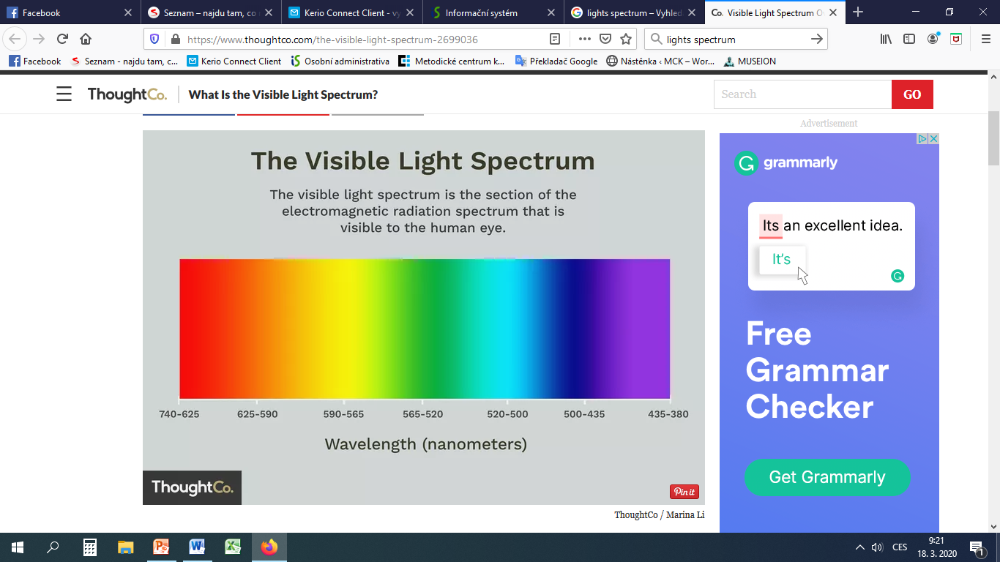 Facebook
Seznam – najdu tam, co
Kerio Connect Client - vy
Informační systém
lights spectrum – Vyhled
Co. Visible Light Spectrum O
https://www.thoughtco.com/the-visible-light-spectrum-2699036
lights spectrum
Facebook
Seznam - najdu tam, c...
Kerio Connect Client
Osobní administrativa
Metodické centrum k...
Překladač Google
Nástěnka ‹ MCK – Wor...
MUSEION
ThoughtCo.
What Is the Visible Light Spectrum?
Search
GO
Advertisement
The Visible Light Spectrum
The visible light spectrum is the section of the
electromagnetic radiation spectrum that is
visible to the human eye.
740-625 625-590 590-565 565-520 520-500 500-435 435-380
Wavelength (nanometers)
ThoughtCo.
Pin it
ThoughtCo / Marina Li
grammarly
Its an excellent idea.
It's
Free
Grammar
Checker
Get Grammarly
CES
9:21
18. 3. 2020
1